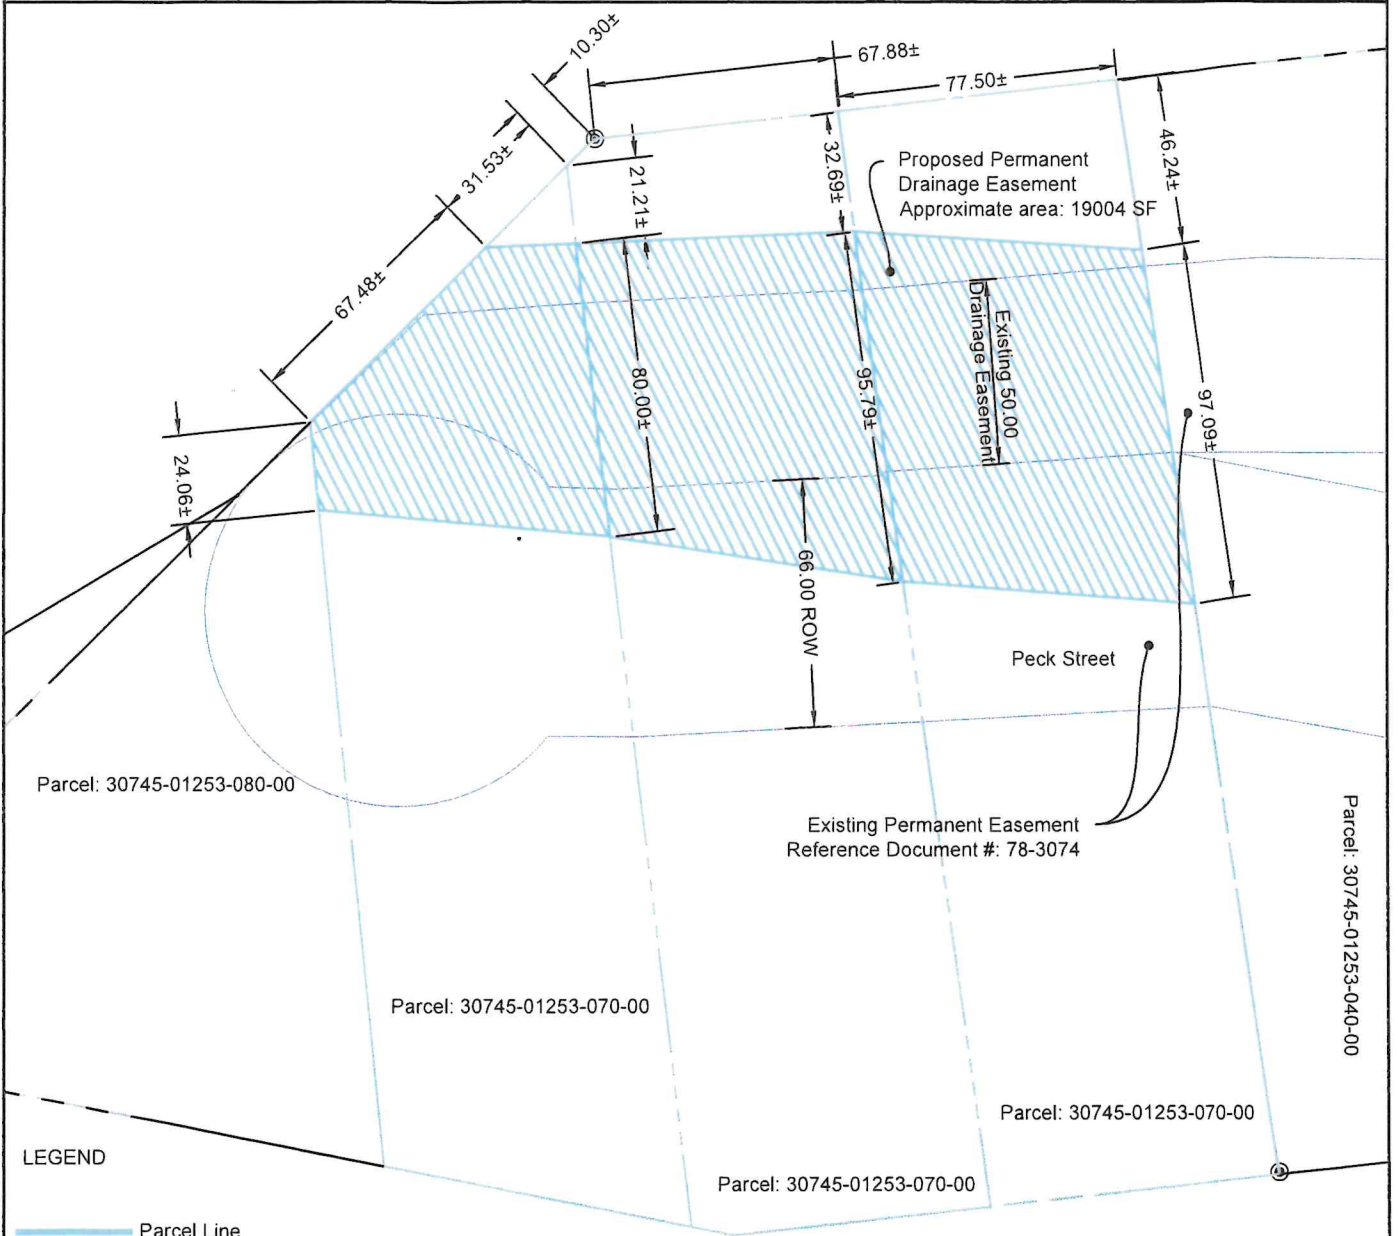 10.30±
67.88±
77.50±
31.53±
21.21±
32.69±
46.24±
Proposed Permanent
Drainage Easement
Approximate area: 19004 SF
67.48±
Existing 50.00
Drainage Easement
80.00±
95.79±
97.09±
24.06±
66.00 ROW
Peck Street
Parcel: 30745-01253-080-00
Existing Permanent Easement
Reference Document #: 78-3074
Parcel: 30745-01253-040-00
Parcel: 30745-01253-070-00
Parcel: 30745-01253-070-00
LEGEND
Parcel: 30745-01253-070-00
Parcel Line